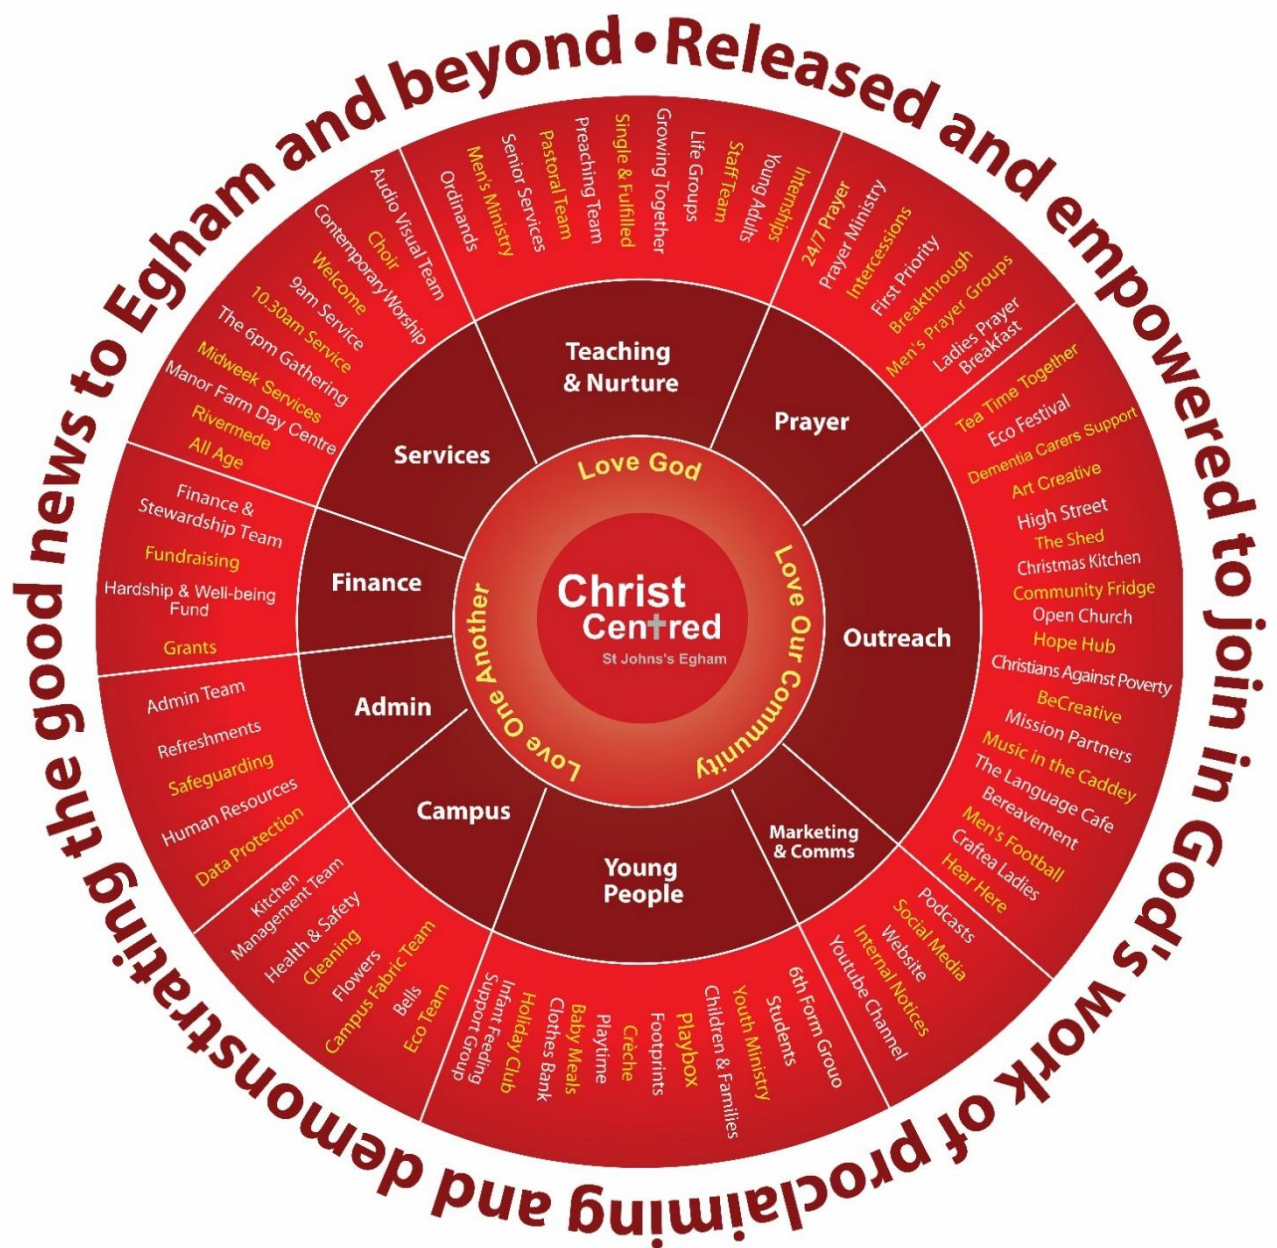 Released and empowered to join in God's work of proclaiming and demonstrating the good news to Egham and beyond •
Christ
Centred
St Johns's Egham
Love God
Love Our Community
Love One Another
Teaching
& Nurture
Ordinands
Men's Ministry
Senior Services
Pastoral Team
Preaching Team
Single & Fulfilled
Growing Together
Life Groups
Staff Team
Young Adults
Internships
Prayer
24/7 Prayer
Prayer Ministry
Intercessions
First Priority
Breakthrough
Men's Prayer Groups
Ladies Prayer
Breakfast
Outreach
Tea Time Together
Eco Festival
Dementia Carers Support
Art Creative
High Street
The Shed
Christmas Kitchen
Community Fridge
Open Church
Hope Hub
Christians Against Poverty
BeCreative
Mission Partners
Music in the Caddey
The Language Cafe
Bereavement
Men's Football
Craftea Ladies
Hear Here
Marketing
& Comms
Podcasts
Social Media
Website
Internal Notices
Youtube Channel
Young
People
6th Form Grouo
Students
Youth Ministry
Children & Families
Playbox
Footprints
Crèche
Playtime
Baby Meals
Clothes Bank
Holiday Club
Infant Feeding
Support Group
Campus
Eco Team
Bells
Campus Fabric Team
Flowers
Cleaning
Health & Safety
Kitchen
Management Team
Admin
Data Protection
Human Resources
Safeguarding
Refreshments
Admin Team
Finance
Grants
Hardship & Well-being
Fund
Fundraising
Finance &
Stewardship Team
Services
All Age
Rivermede
Manor Farm Day Centre
Midweek Services
The 6pm Gathering
10.30am Service
9am Service
Welcome
Contemporary Worship
Choir
Audio Visual Team